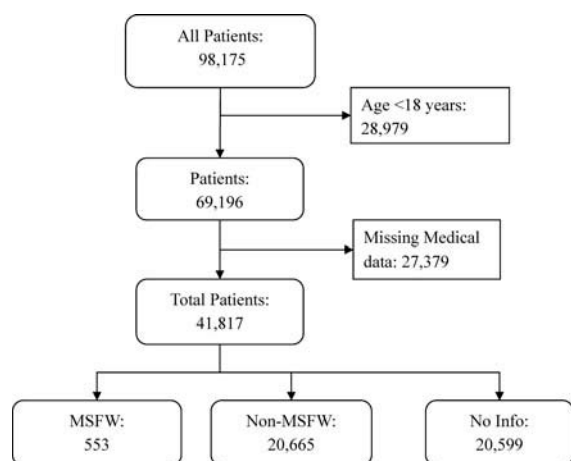 All Patients:
98,175
Age <18 years:
28,979
Patients:
69,196
Missing Medical
data: 27,379
Total Patients:
41,817
MSFW:
553
Non-MSFW:
20,665
No Info:
20,599